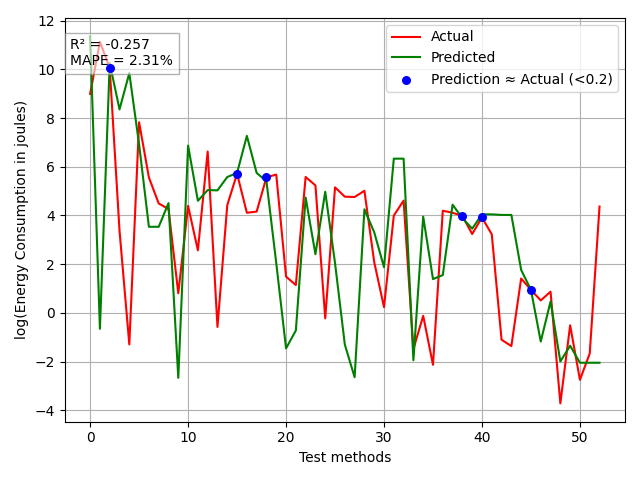 R² = -0.257
MAPE = 2.31%
Actual
Predicted
Prediction ≈ Actual (<0.2)
log(Energy Consumption in joules)
12
10
8
6
4
2
0
−2
−4
0 10 20 30 40 50
Test methods